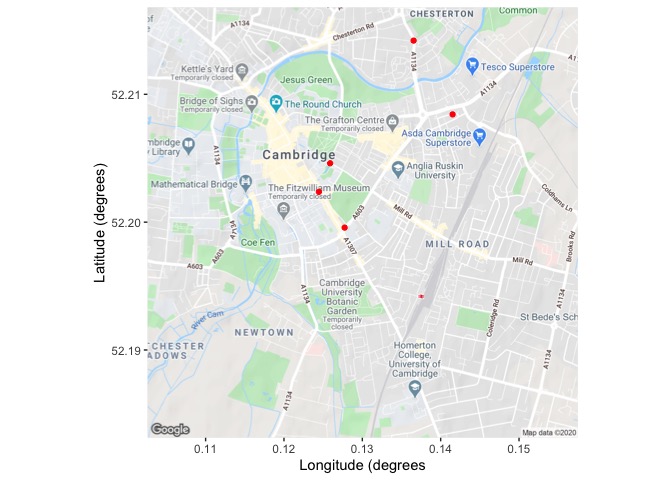 CHESTERTON
Common
A1134
Chesterton Rd
A1134
A11
Kettle's Yard
Temporarily closed
Tesco Superstore
Jesus Green
A1134
52.21
Bridge of Sighs
Temporarily closed
The Round Church
The Grafton Centre
Temporarily closed
Asda Cambridge
Superstore
mbridge
y Library
A1134
Cambridge
Anglia Ruskin
University
Mathematical Bridge
The Fitzwilliam Museum
Temporarily closed
Coldhams Ln
52.20
A603
Mill Rd
A1134
Coe Fen
A1307
MILL ROAD
Brooks Rd
A603
A603
Mill Rd
Cambridge
University
Botanic
Garden
Temporarily
closed
A1134
A1134
River Cam
Coleridge Rd
St Bede's Sch
NEWTOWN
52.19
TCHESTER
ADOWS
Homerton
College,
University of
Cambridge
A1134
A1134
Google
Map data ©2020
0.11
0.12
0.13
0.14
0.15
Longitude (degrees
Latitude (degrees)